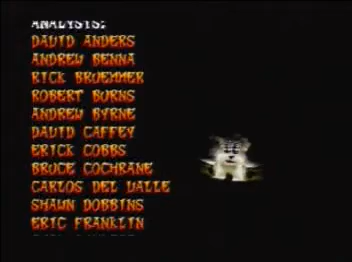 ANALYSTS:
DAVID ANDERS
ANDREW BENNA
RICK BRUEMMER
ROBERT BURNS
ANDREW BYRNE
DAVID CAFFEY
ERICK COBBS
BRUCE COCHRANE
CARLOS DEL VALLE
SHAWN DOBBINS
ERIC FRANKLIN